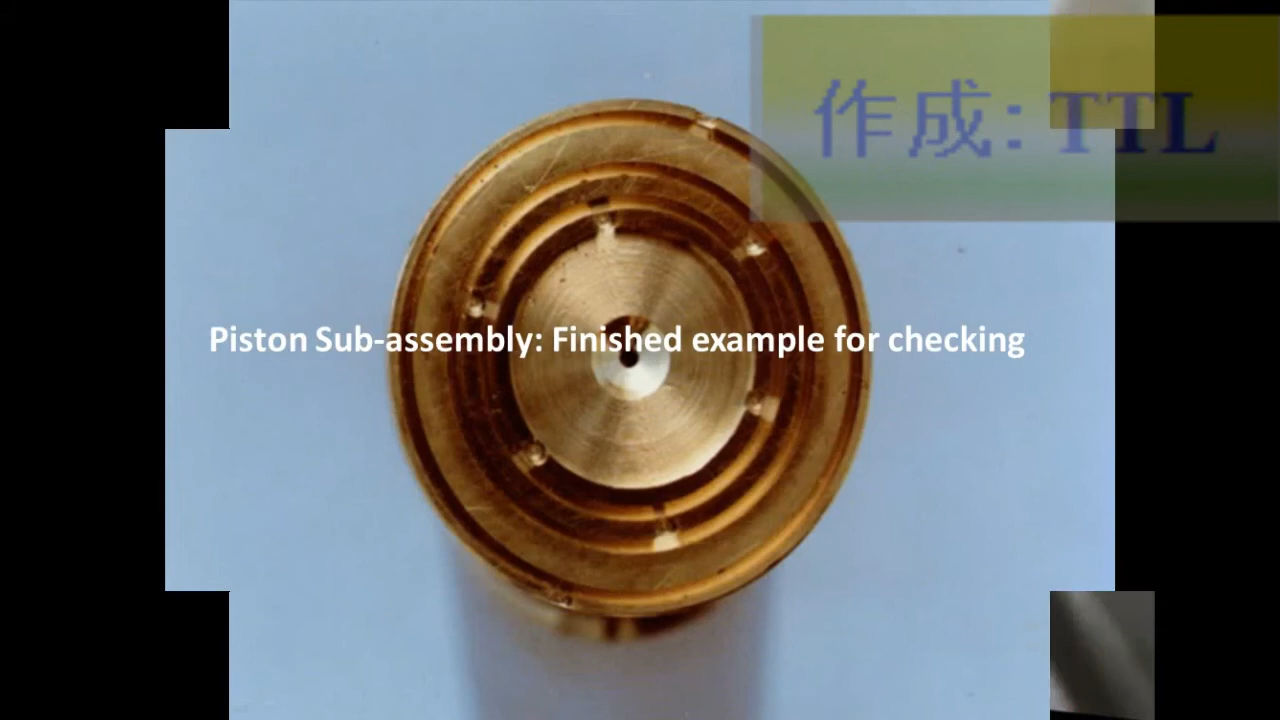 作成: TTL
Piston Sub-assembly: Finished example for checking